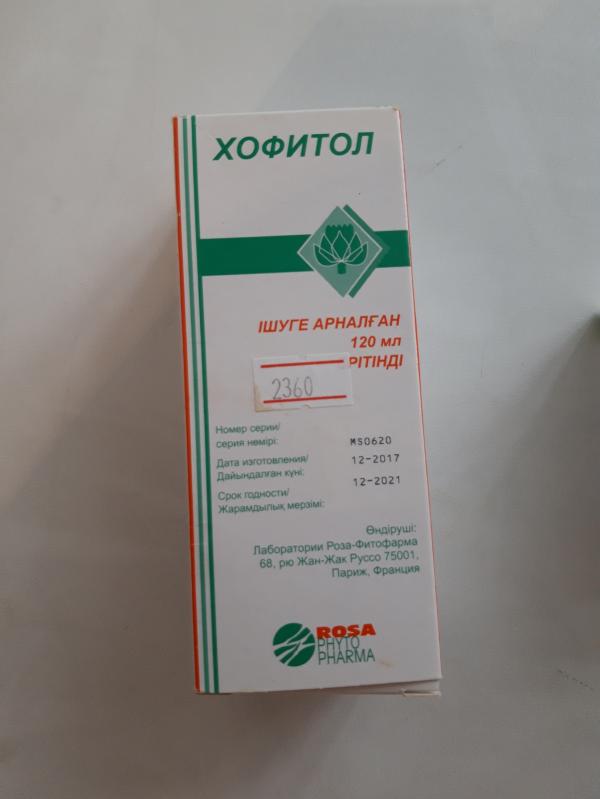 ХОФИТОЛ
ІШУГЕ АРНАЛҒАН
120 мл
РІТІНДІ
2360
Номер серии/
серия нөмірі:
MS0620
Дата изготовления/
Дайындалған күні:
12-2017
Срок годности/
Жарамдылық мерзімі:
12-2021
Өндіруші:
Лаборатории Роза-Фитофарма
68, рю Жан-Жак Руссо 75001,
Париж, Франция
ROSA
PHYTO
PHARMA